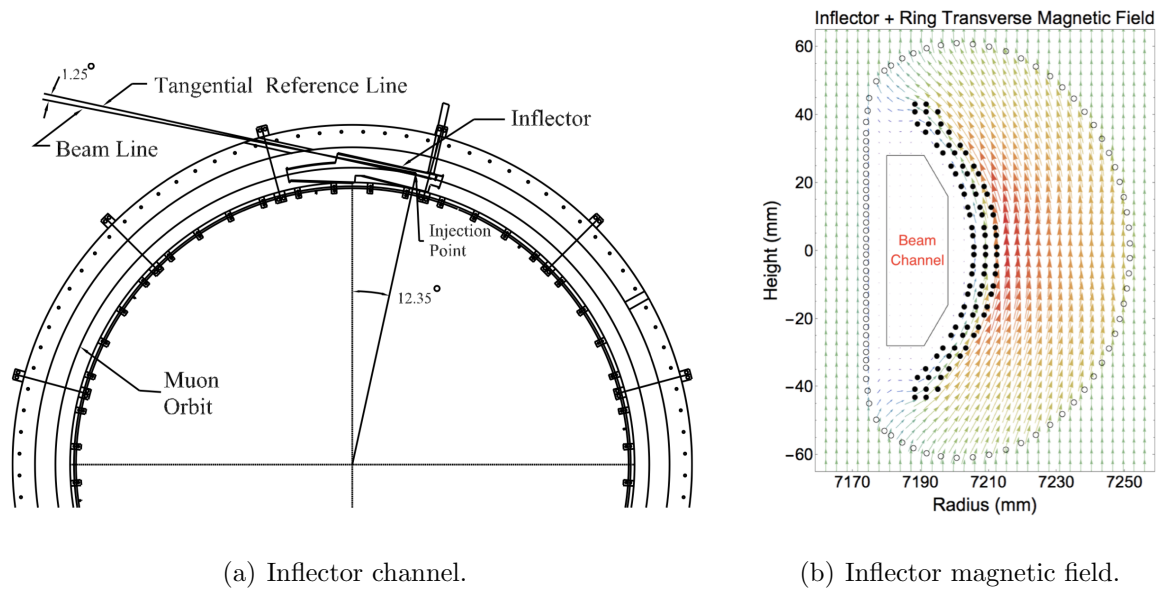 1.25°
Tangential Reference Line
Beam Line
Inflector
Injection
Point
12.35°
Muon
Orbit
(a) Inflector channel.
Inflector + Ring Transverse Magnetic Field
Height (mm)
60
40
20
0
−20
−40
−60
Beam
Channel
7170 7190 7210 7230 7250
Radius (mm)
(b) Inflector magnetic field.